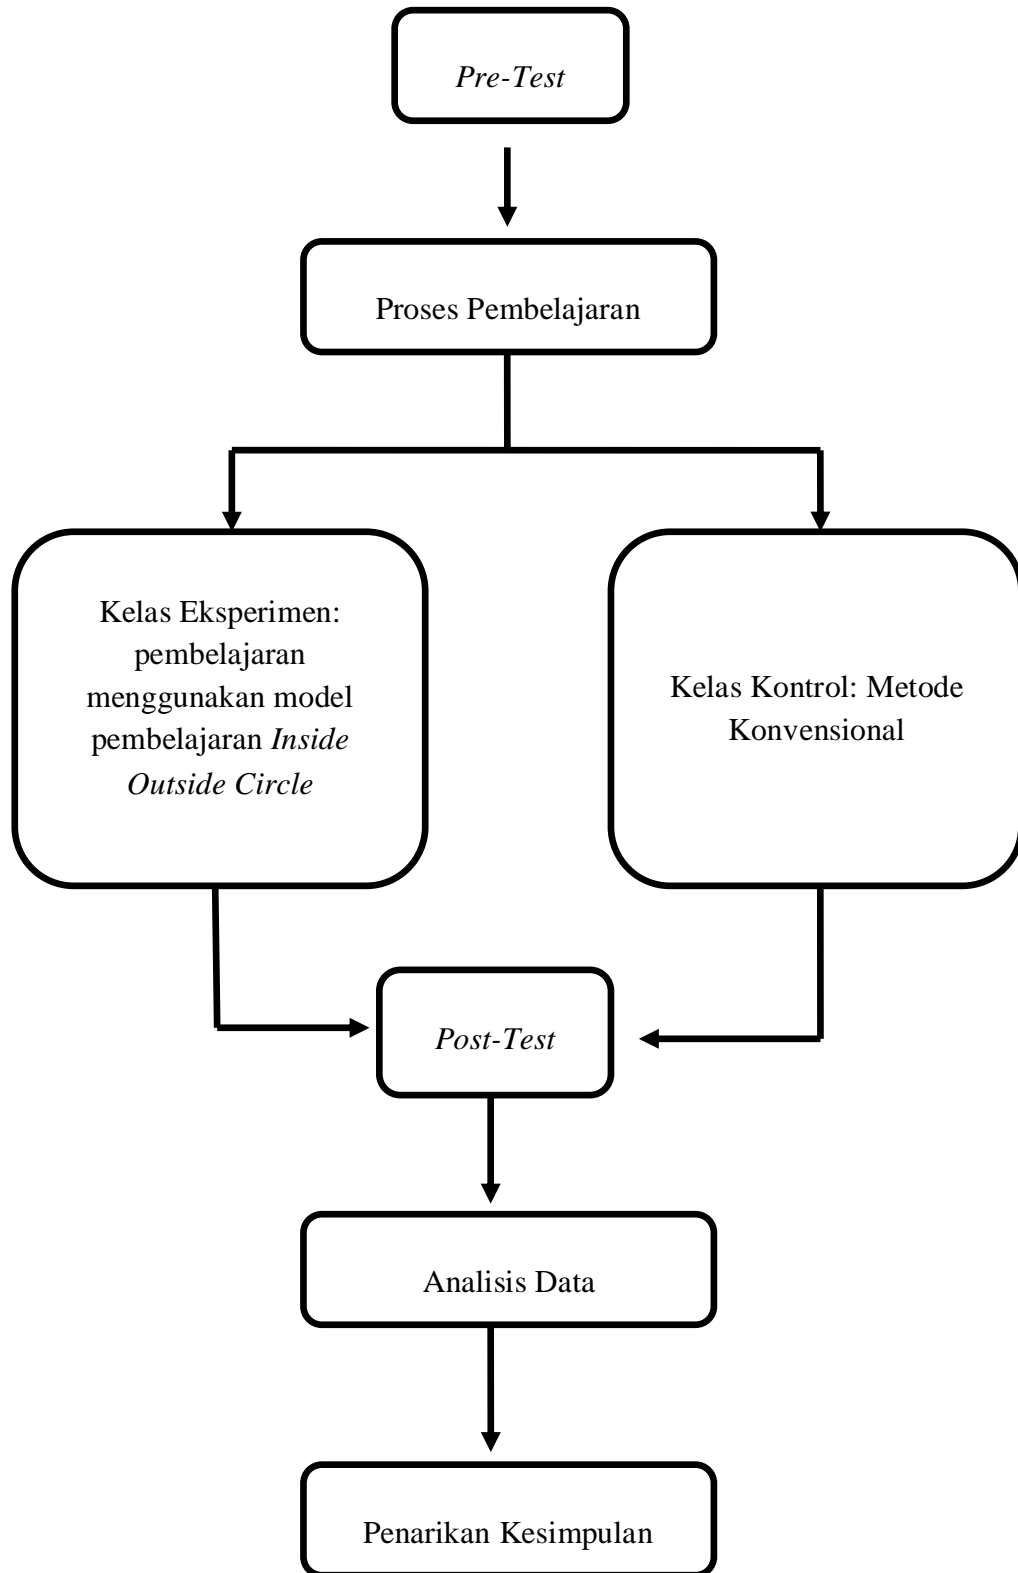 Pre-Test
Proses Pembelajaran
Kelas Eksperimen:
pembelajaran
menggunakan model
pembelajaran Inside
Outside Circle
Kelas Kontrol: Metode
Konvensional
Post-Test
Analisis Data
Penarikan Kesimpulan